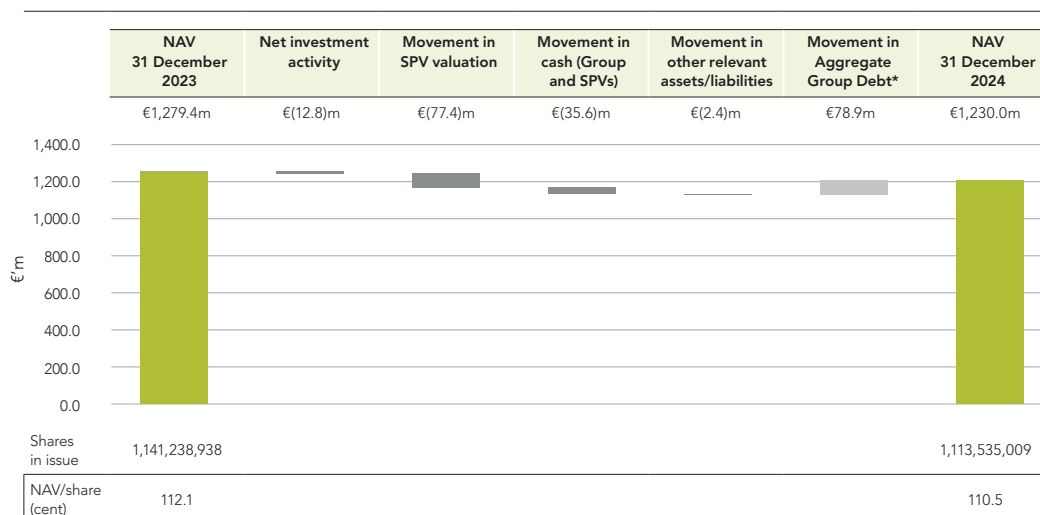 NAV
31 December
2023
Net investment
activity
Movement in
SPV valuation
Movement in
cash (Group
and SPVs)
Movement in
other relevant
assets/liabilities
Movement in
Aggregate
Group Debt*
NAV
31 December
2024
€1,279.4m €(12.8)m €(77.4)m €(35.6)m €(2.4)m €78.9m €1,230.0m
€'m
1,400.0
1,200.0
1,000.0
800.0
600.0
400.0
200.0
0.0
Shares
in issue
1,141,238,938 1,113,535,009
NAV/share
(cent)
112.1 110.5